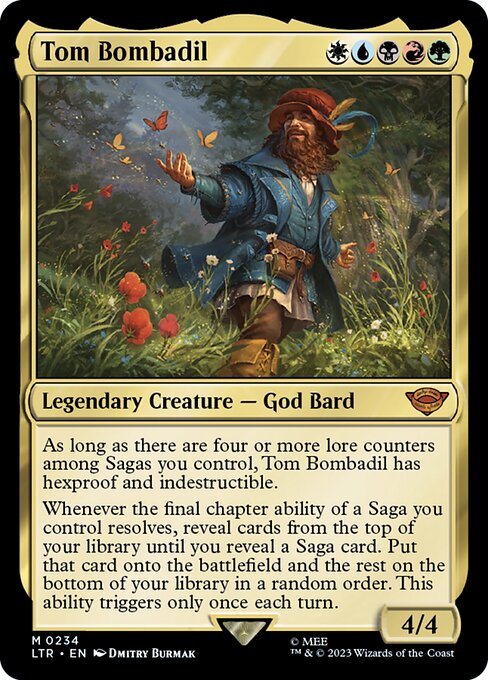 Tom Bombadil
Legendary Creature — God Bard
As long as there are four or more lore counters
among Sagas you control, Tom Bombadil has
hexproof and indestructible.
Whenever the final chapter ability of a Saga you
control resolves, reveal cards from the top of
your library until you reveal a Saga card. Put
that card onto the battlefield and the rest on the
bottom of your library in a random order. This
ability triggers only once each turn.
4/4
M 0234
LTR • EN Dmitry Burmak
© MEE
™ & © 2023 Wizards of the Coast